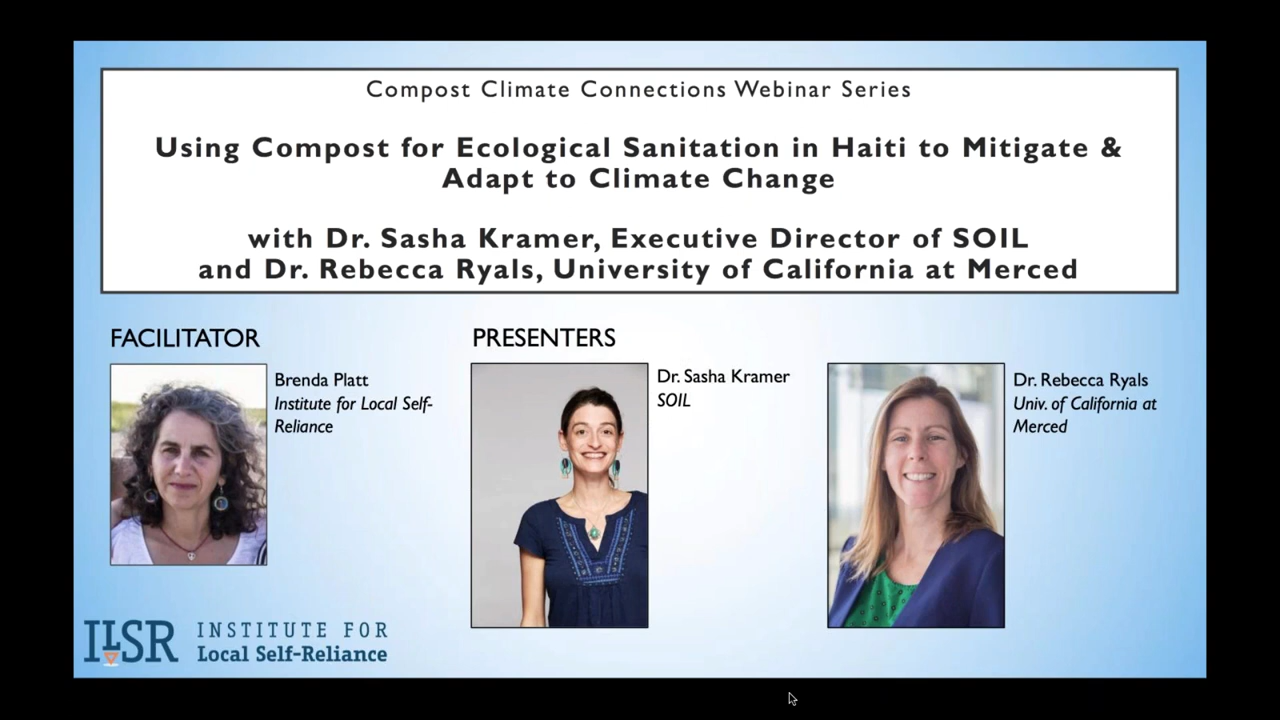 Compost Climate Connections Webinar Series
Using Compost for Ecological Sanitation in Haiti to Mitigate &
Adapt to Climate Change
with Dr. Sasha Kramer, Executive Director of SOIL
and Dr. Rebecca Ryals, University of California at Merced
FACILITATOR
Brenda Platt
Institute for Local Self-
Reliance
PRESENTERS
Dr. Sasha Kramer
SOIL
Dr. Rebecca Ryals
Univ. of California at
Merced
ILSR
INSTITUTE FOR
Local Self-Reliance